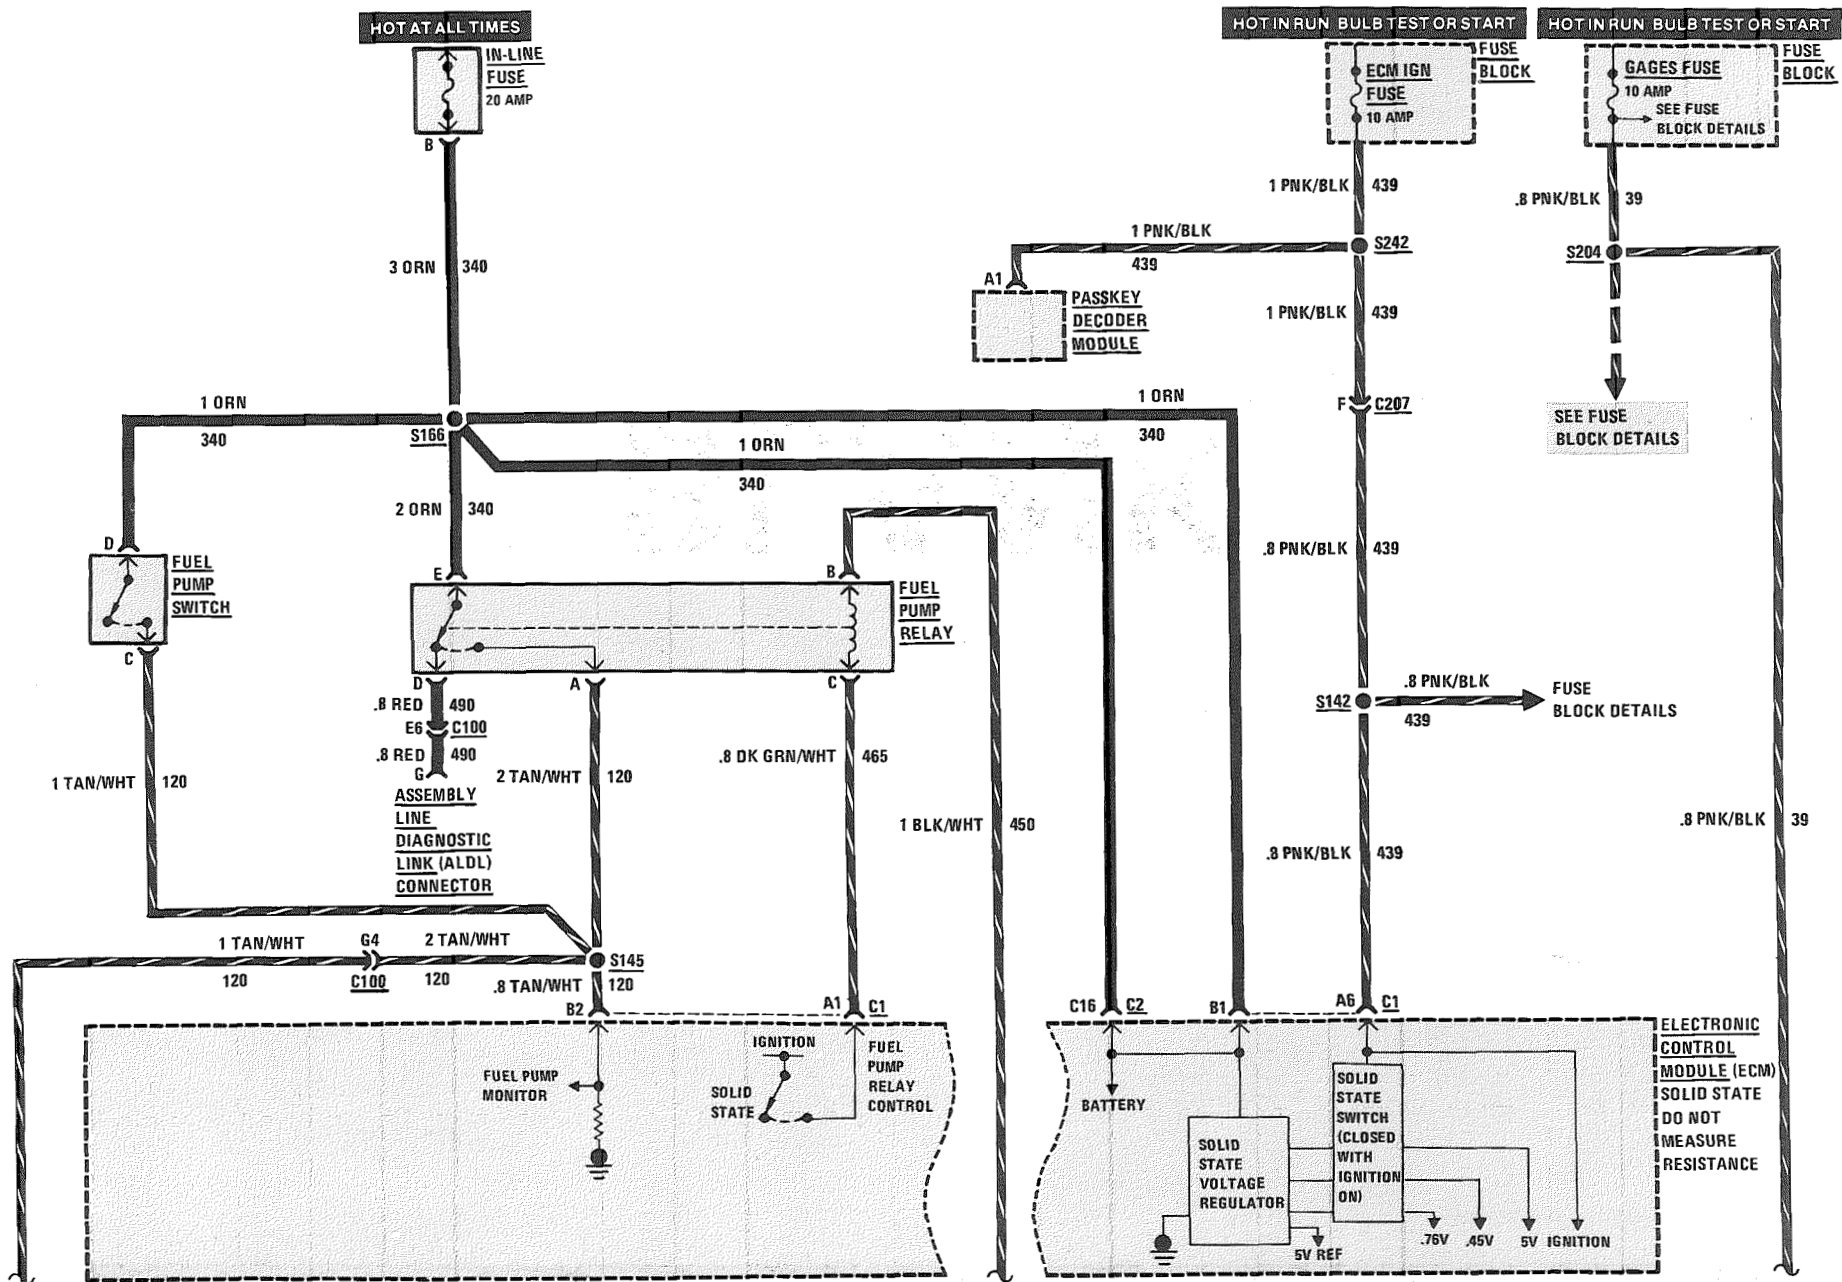 HOT AT ALL TIMES
HOT IN RUN BULB TEST OR START
HOT IN RUN BULB TEST OR START
IN-LINE
FUSE
20 AMP
B
FUSE
BLOCK
ECM IGN
FUSE
10 AMP
FUSE
BLOCK
GAGES FUSE
10 AMP
SEE FUSE
BLOCK DETAILS
1 PNK/BLK 439
.8 PNK/BLK 39
1 PNK/BLK
439
S242
S204
3 ORN 340
A1
PASSKEY
DECODER
MODULE
1 PNK/BLK 439
F C207
SEE FUSE
BLOCK DETAILS
1 ORN
340
S166
1 ORN
340
1 ORN
340
2 ORN 340
.8 PNK/BLK 439
D
FUEL
PUMP
SWITCH
C
E
B
FUEL
PUMP
RELAY
D
A
C
.8 RED 490
E6 C100
.8 RED 490
G
ASSEMBLY
LINE
DIAGNOSTIC
LINK (ALDL)
CONNECTOR
1 TAN/WHT 120
2 TAN/WHT 120
.8 DK GRN/WHT 465
1 BLK/WHT 450
S142
.8 PNK/BLK
439
FUSE
BLOCK DETAILS
.8 PNK/BLK 439
.8 PNK/BLK 39
1 TAN/WHT
120
G4
C100
2 TAN/WHT
120
S145
.8 TAN/WHT 120
B2
A1 C1
C16 C2
B1
A6 C1
FUEL PUMP
MONITOR
IGNITION
SOLID
STATE
FUEL
PUMP
RELAY
CONTROL
BATTERY
SOLID
STATE
VOLTAGE
REGULATOR
SOLID
STATE
SWITCH
(CLOSED
WITH
IGNITION
ON)
5V REF
.76V
.45V
5V
IGNITION
ELECTRONIC
CONTROL
MODULE (ECM)
SOLID STATE
DO NOT
MEASURE
RESISTANCE